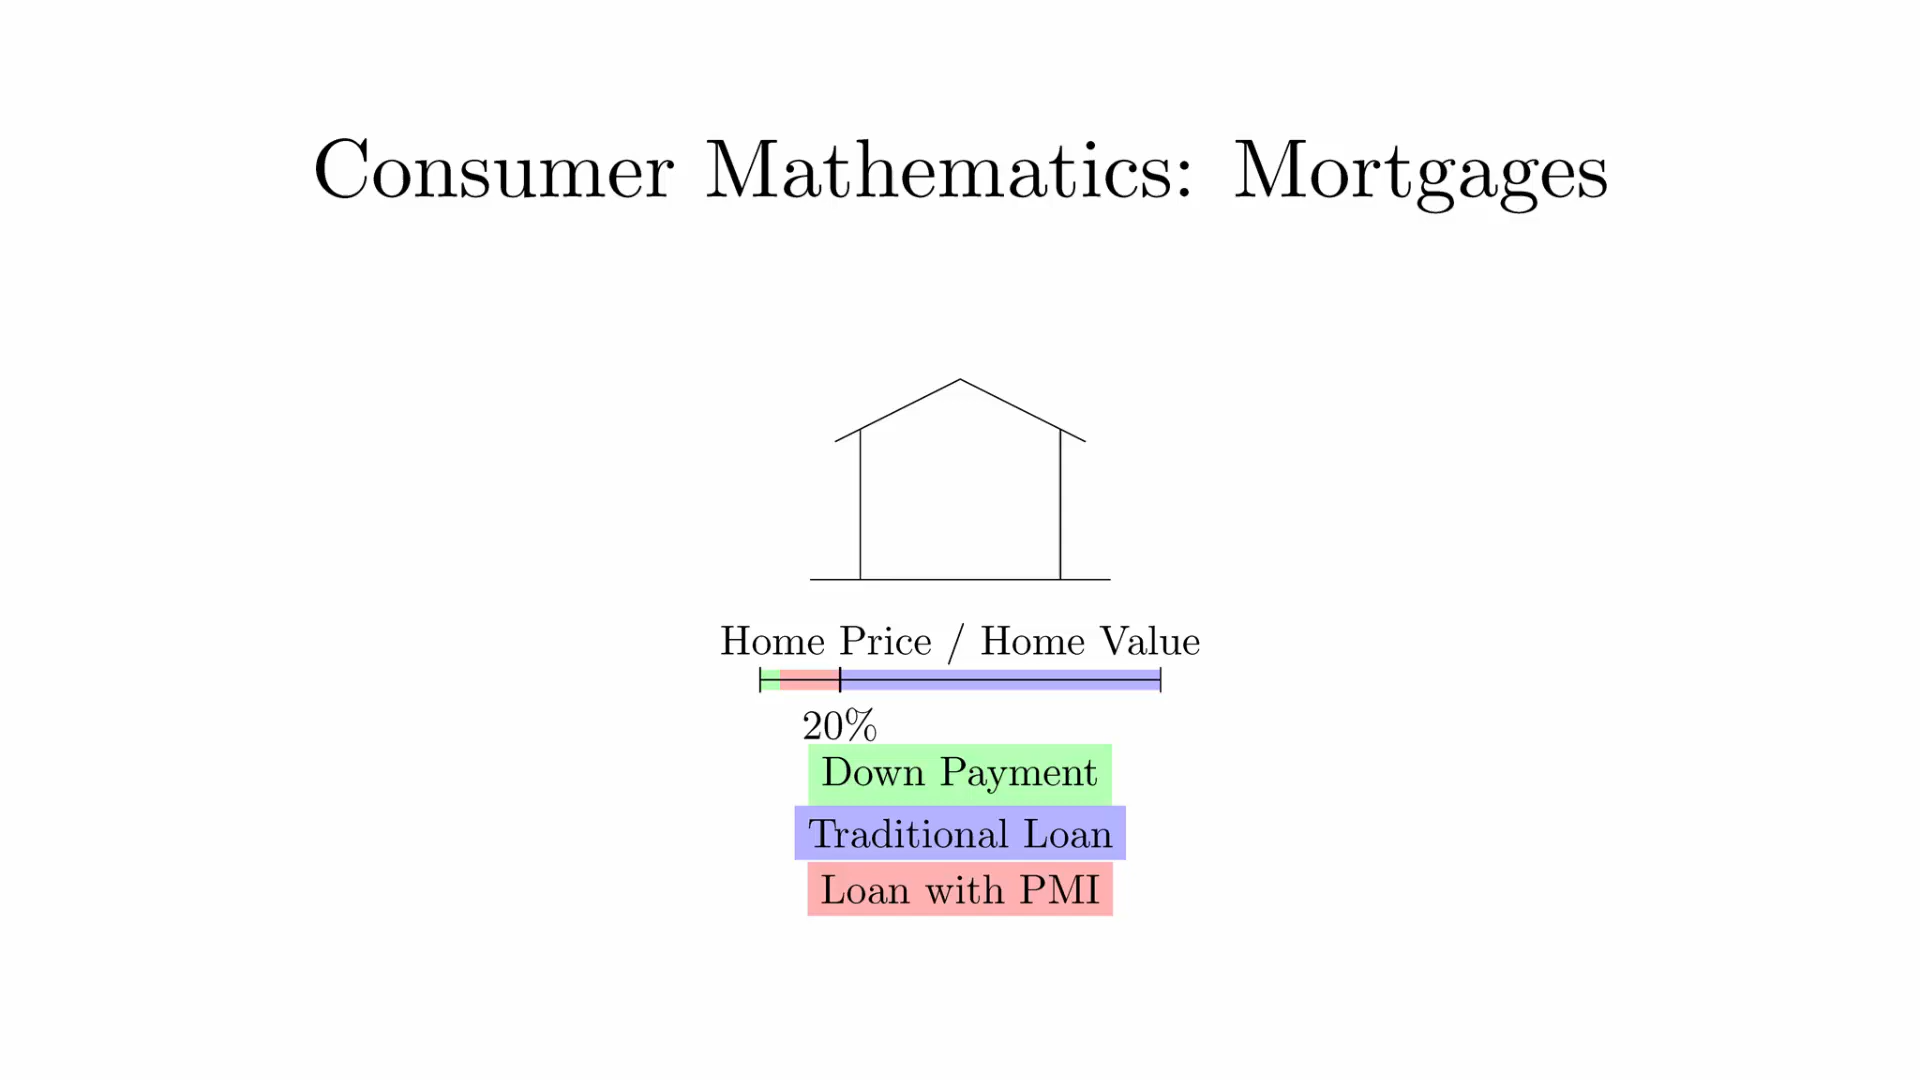 Consumer Mathematics: Mortgages
Home Price / Home Value
20%
Down Payment
Traditional Loan
Loan with PMI